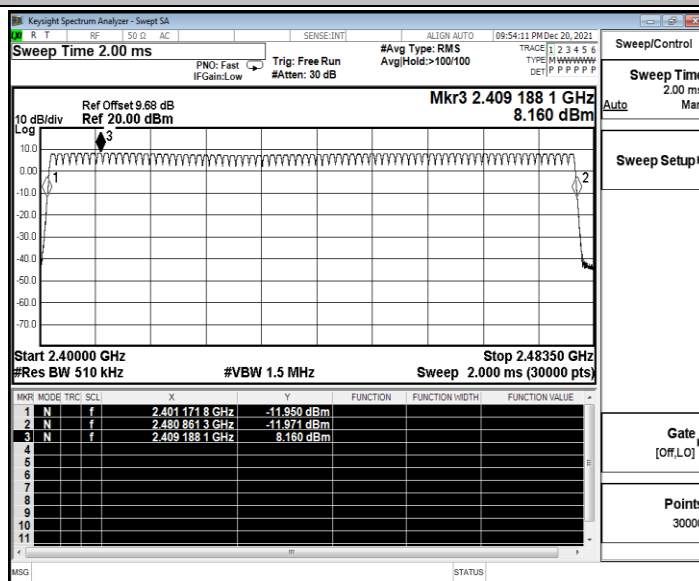 Keysight Spectrum Analyzer - Swept SA
R T RF 50 Ω AC SENSE:INT ALIGN AUTO 09:54:11 PM Dec 20, 2021
Sweep Time 2.00 ms
PNO: Fast
IFGain:Low
Trig: Free Run
#Atten: 30 dB
#Avg Type: RMS
Avg|Hold:>100/100
TRACE 1 2 3 4 5 6
TYPE M W W W W W
DET P P P P P P
Sweep/Control
Sweep Time
2.00 ms
Auto Man
Sweep Setup
Gate
[Off,LO]
Points
30000
Mkr3 2.409 188 1 GHz
8.160 dBm
Ref Offset 9.68 dB
Ref 20.00 dBm
10 dB/div
Log
10.0
0.00
-10.0
-20.0
-30.0
-40.0
-50.0
-60.0
-70.0
3
1
2
Start 2.40000 GHz Stop 2.48350 GHz
#Res BW 510 kHz #VBW 1.5 MHz Sweep 2.000 ms (30000 pts)
MKR MODE TRC SCL X Y FUNCTION FUNCTION WIDTH FUNCTION VALUE
1 N f 2.401 171 8 GHz -11.950 dBm
2 N f 2.480 861 3 GHz -11.971 dBm
3 N f 2.409 188 1 GHz 8.160 dBm
4
5
6
7
8
9
10
11
MSG STATUS